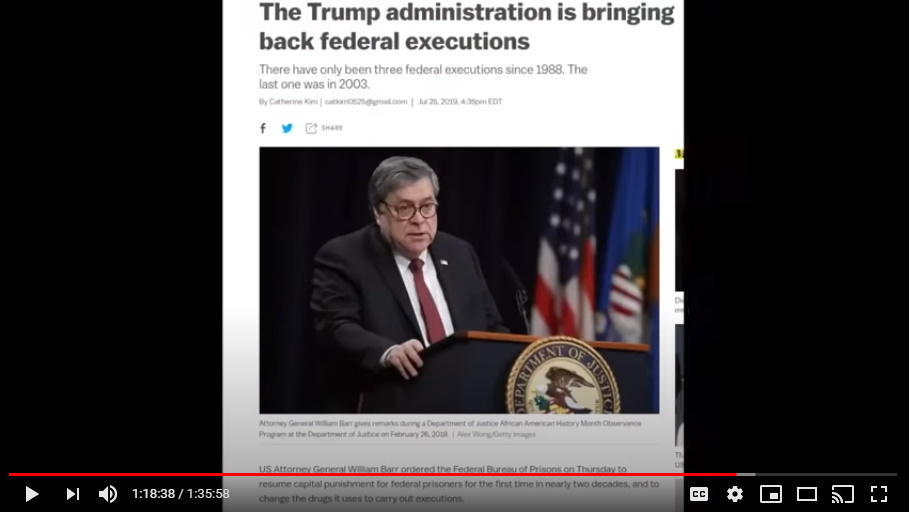 The Trump administration is bringing
back federal executions
There have only been three federal executions since 1988. The
last one was in 2003.
By Catherine Kim | catkim0625@gmail.com | Jul 25, 2019, 4:35pm EDT
SHARE
DEPARTMENT OF JUSTIC
Attorney General William Barr gives remarks during a Department of Justice African American History Month Observance
Program at the Department of Justice on February 26, 2019. | Alex Wong/Getty Images
US Attorney General William Barr ordered the Federal Bureau of Prisons on Thursday to
resume capital punishment for federal prisoners for the first time in nearly two decades, and to
change the drugs it uses to carry out executions.
1:18:38 / 1:35:58
CC